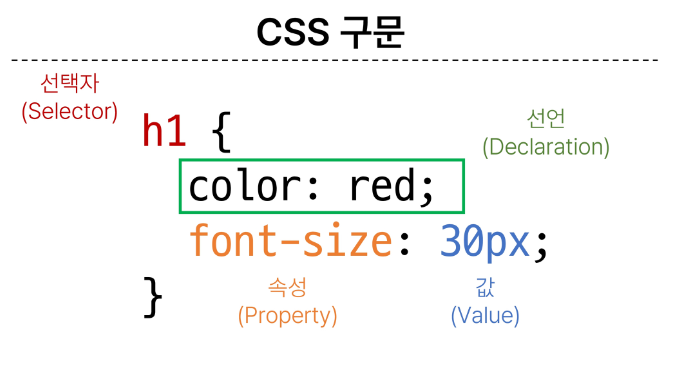 CSS 구문
선택자
(Selector)
h1 {
선언
(Declaration)
color: red;
font-size: 30px;
}
속성
(Property)
값
(Value)